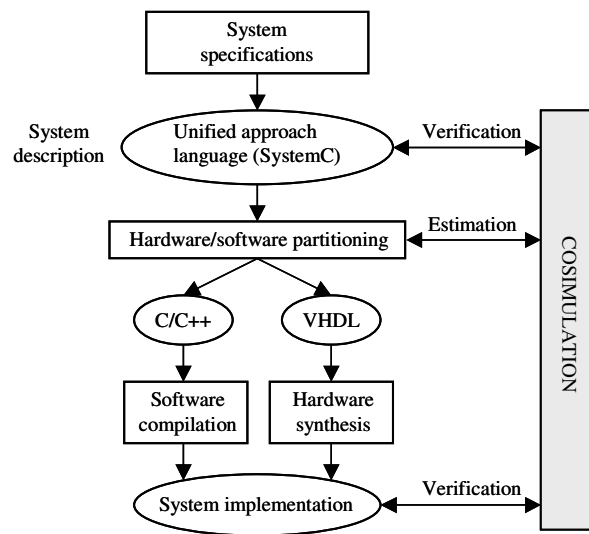 System
specifications
System
description
Unified approach
language (SystemC)
Verification
Hardware/software partitioning
Estimation
C/C++
VHDL
Software
compilation
Hardware
synthesis
System implementation
Verification
COSIMULATION